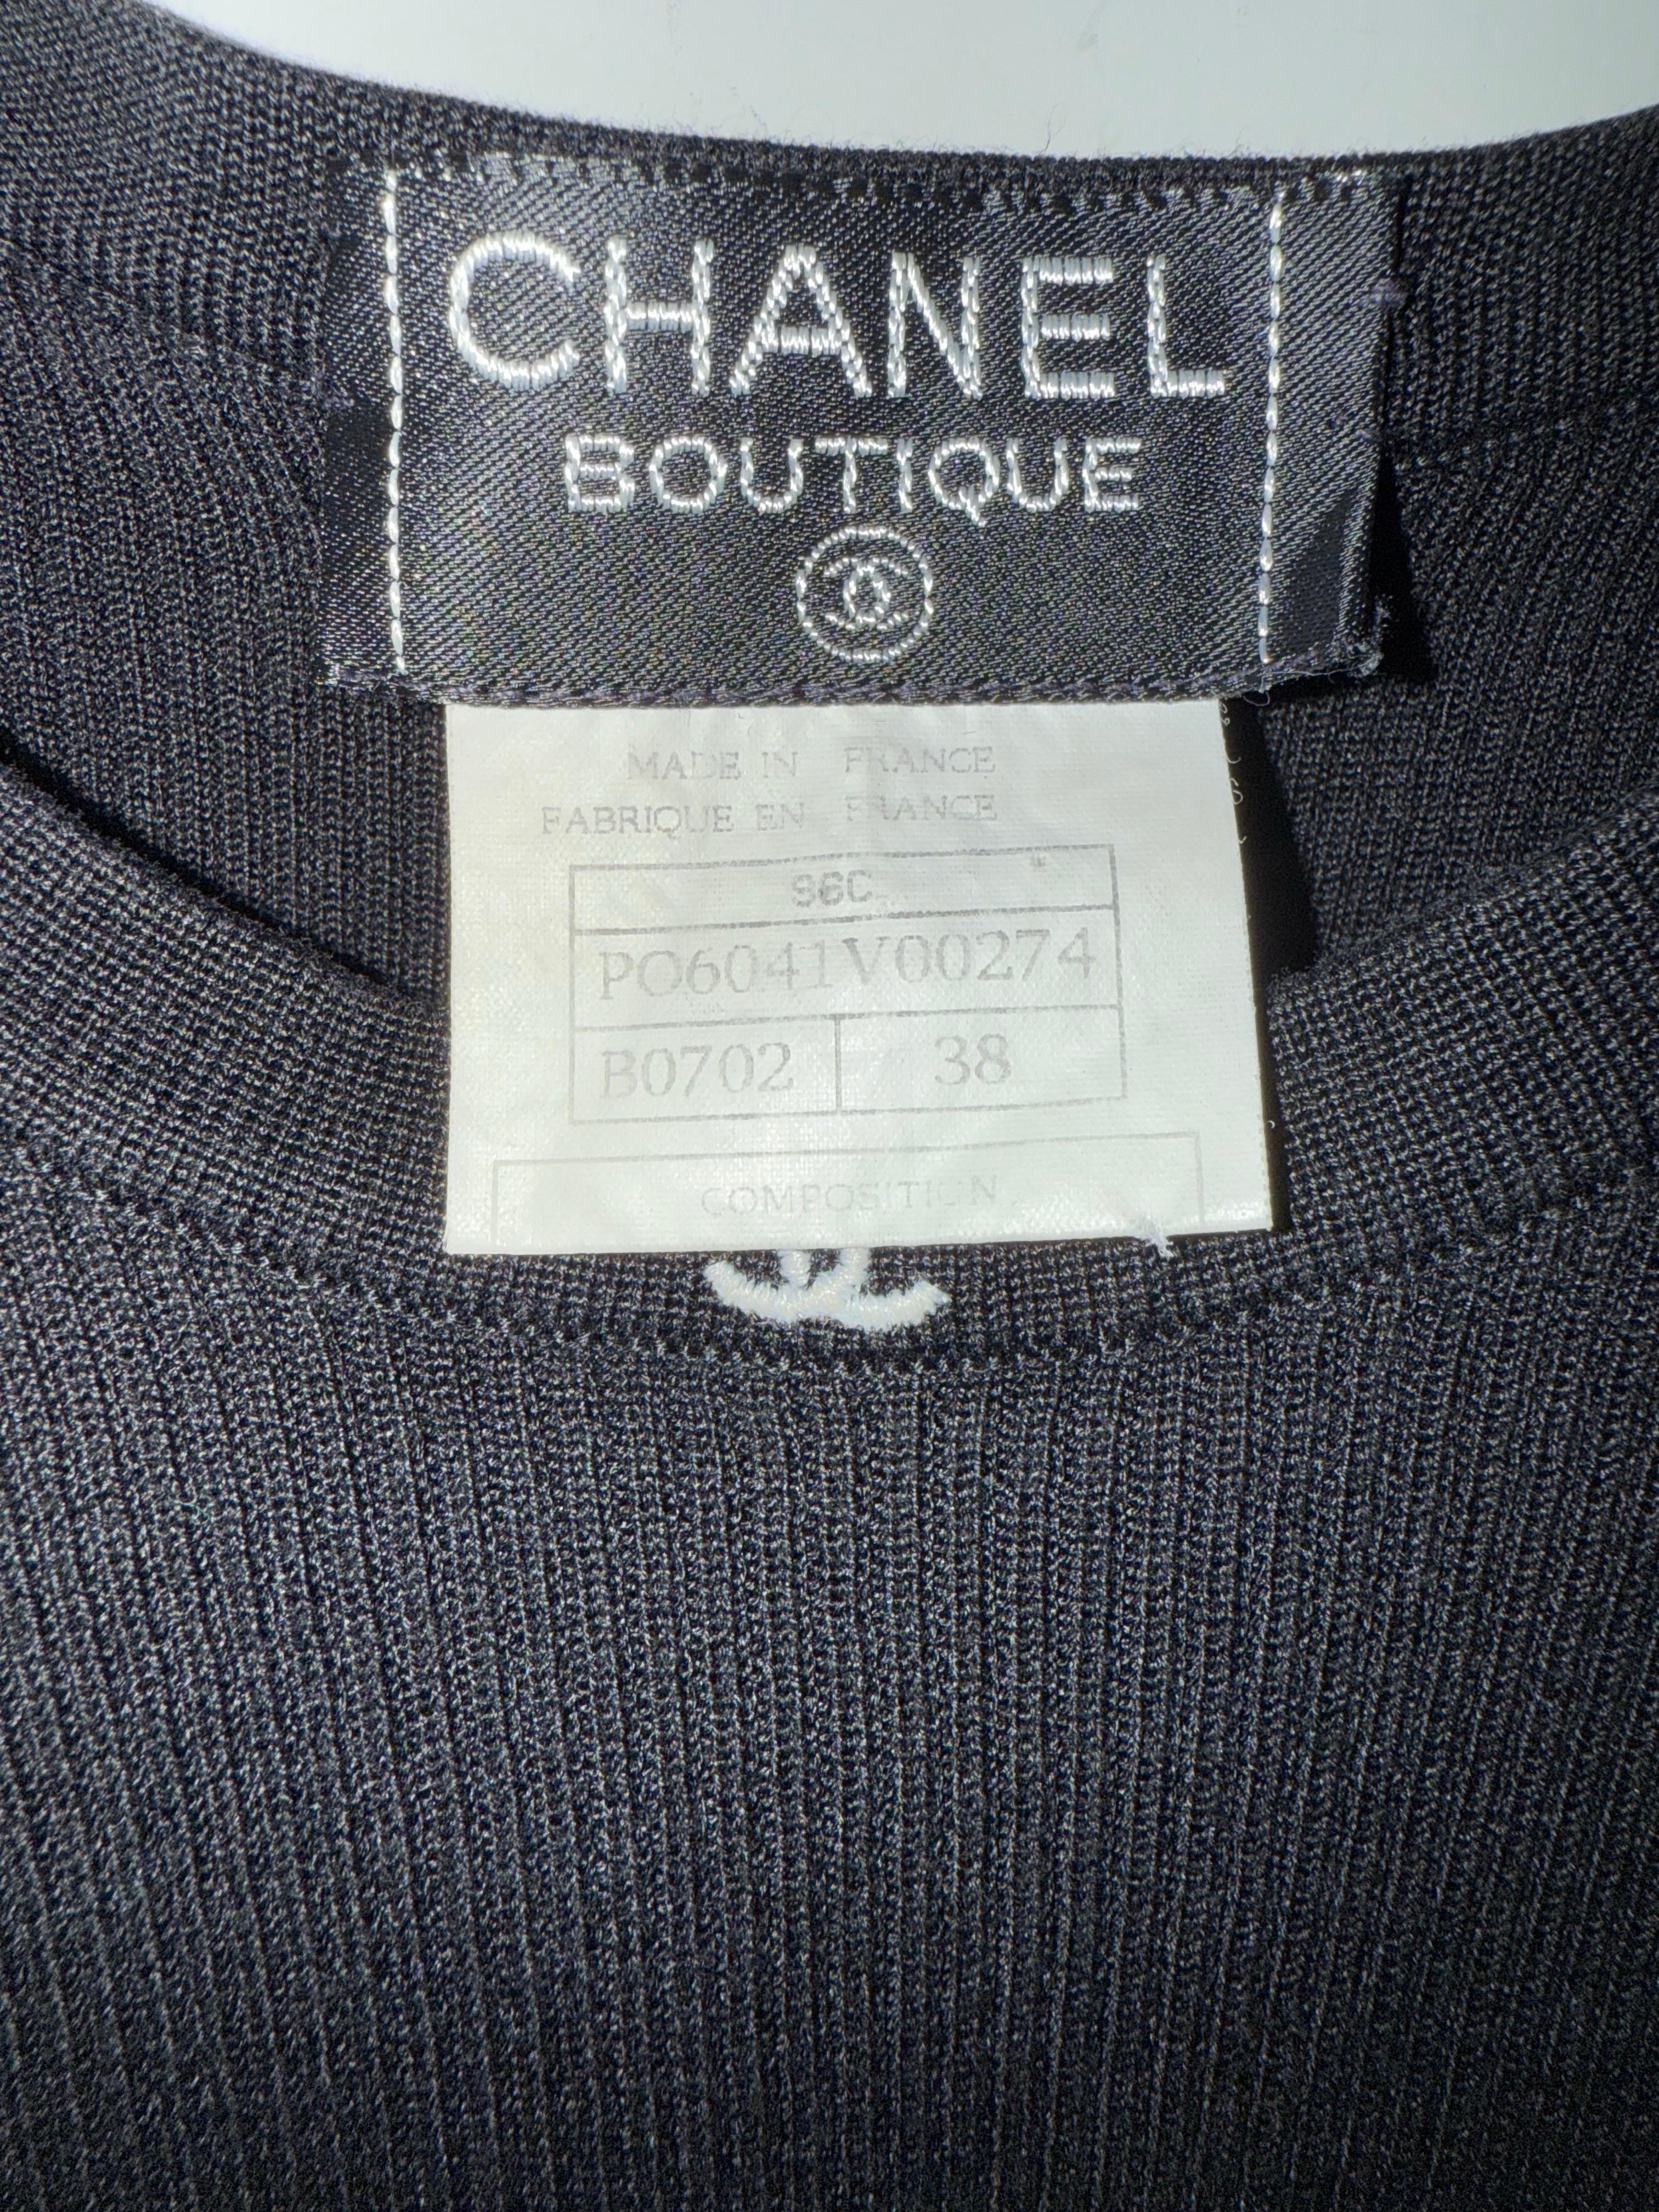 CHANEL
BOUTIQUE
MADE IN FRANCE
FABRIQUE EN FRANCE
96C
PO6041V00274
B0702 38
COMPOSITION